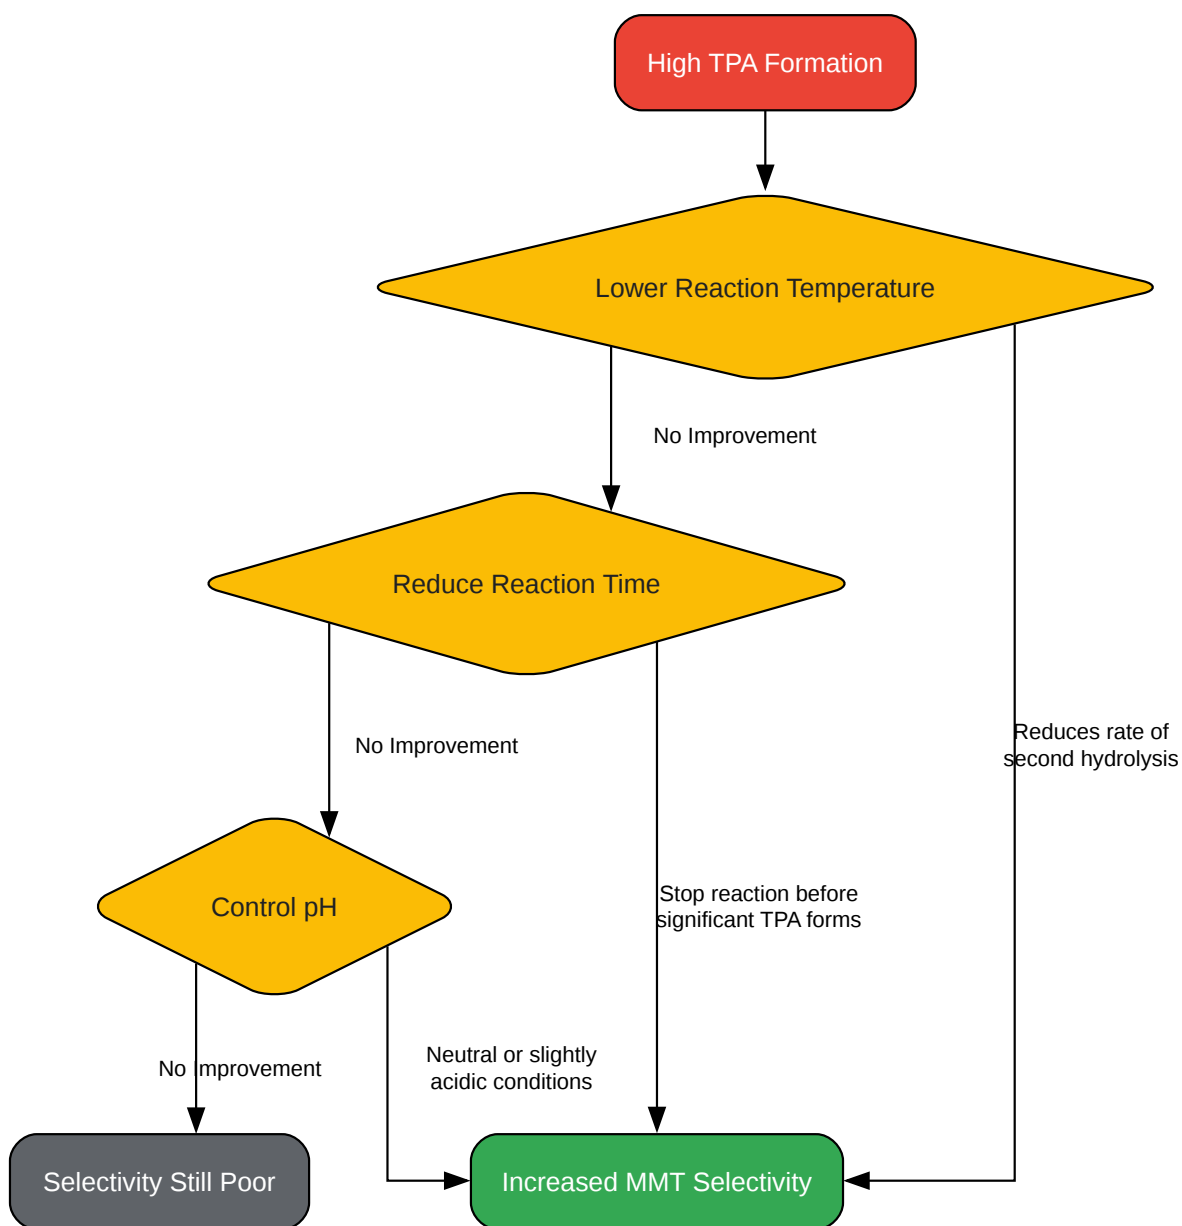 High TPA Formation
Lower Reaction Temperature
No Improvement
Reduce Reaction Time
No Improvement
Reduces rate of
second hydrolysis
Control pH
Stop reaction before
significant TPA forms
No Improvement
Neutral or slightly
acidic conditions
Selectivity Still Poor
Increased MMT Selectivity